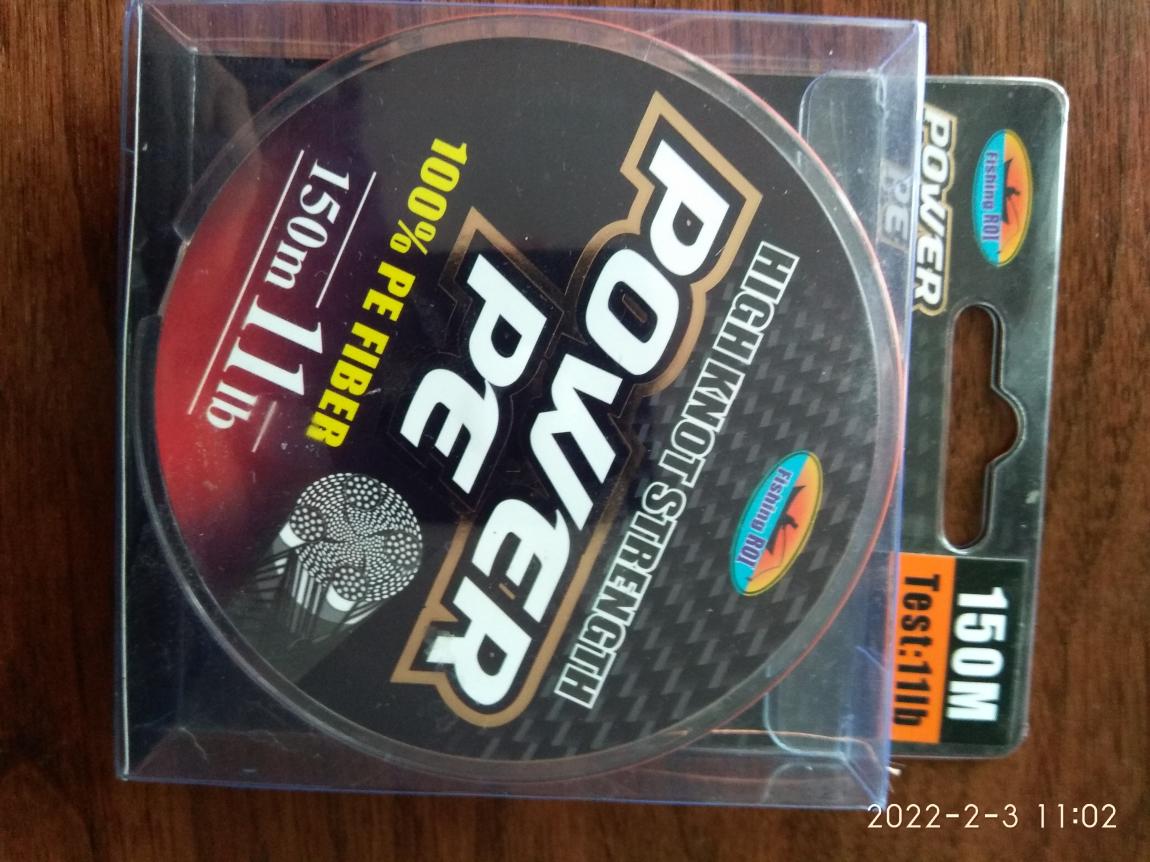 Fishing ROI
HIGH KNOT STRENGTH
POWER
PE
100% PE FIBER
150m 11lb
Fishing ROI
POWER
PE
150M
Test:11lb
2022-2-3 11:02